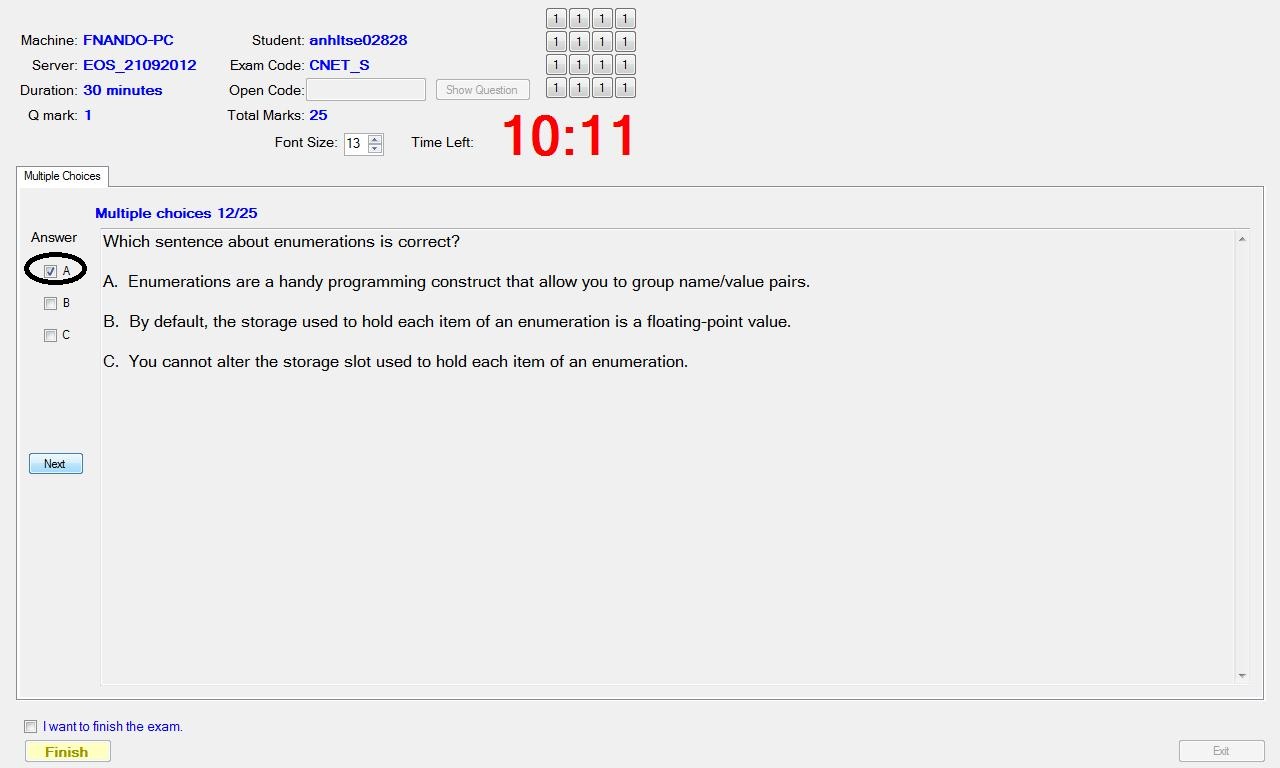 Machine: FNANDO-PC Student: anhltse02828
Server: EOS_21092012 Exam Code: CNET_S
Duration: 30 minutes Open Code: Show Question
Q mark: 1 Total Marks: 25
Font Size: 13 Time Left: 10:11
1 1 1 1
1 1 1 1
1 1 1 1
1 1 1 1
Multiple Choices
Multiple choices 12/25
Answer
A
B
C
Next
Which sentence about enumerations is correct?
A. Enumerations are a handy programming construct that allow you to group name/value pairs.
B. By default, the storage used to hold each item of an enumeration is a floating-point value.
C. You cannot alter the storage slot used to hold each item of an enumeration.
I want to finish the exam.
Finish
Exit